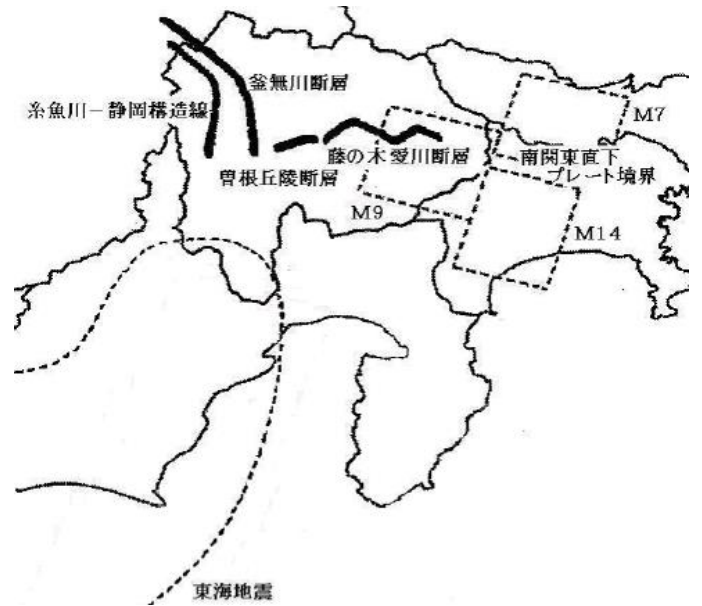 釜無川断層
糸魚川－静岡構造線
M7
藤の木愛川断層
南関東直下
プレート境界
曽根丘陵断層
M9
M14
東海地震